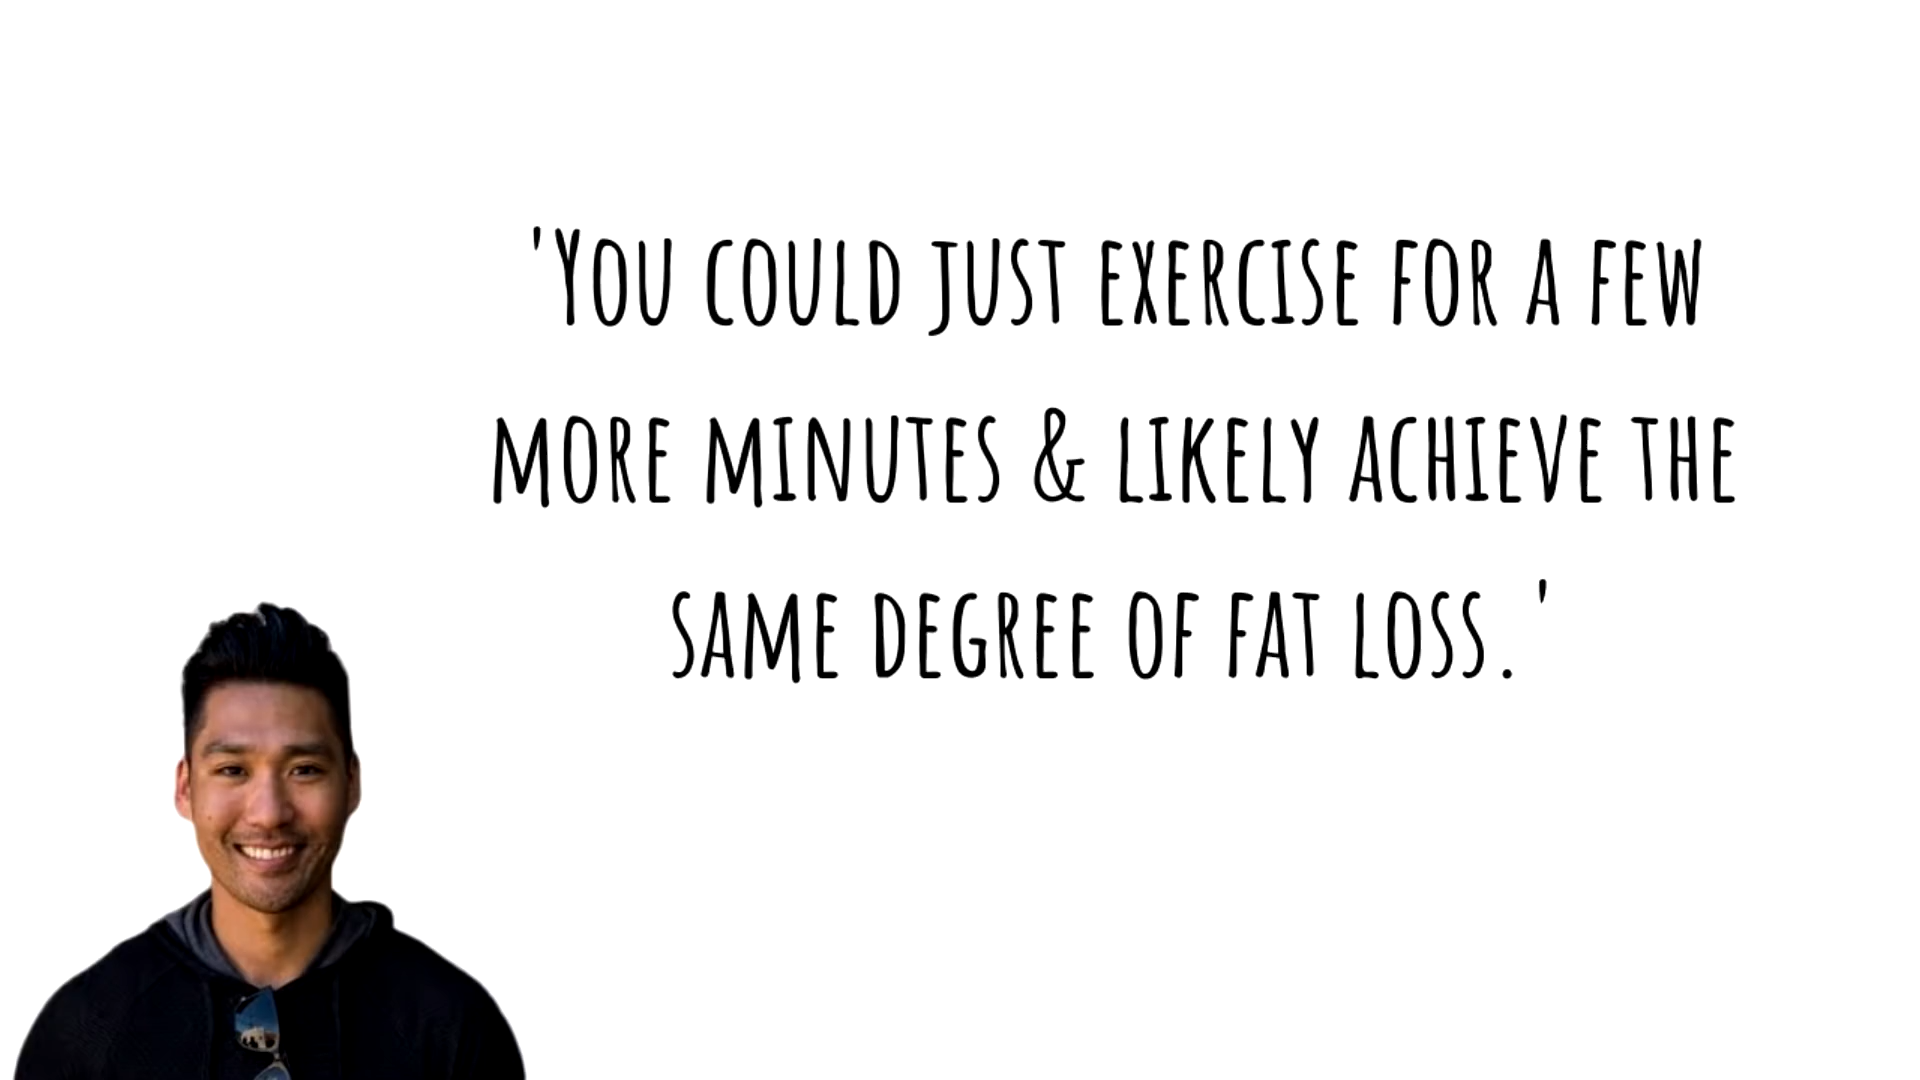 'You could just exercise for a few
more minutes & likely achieve the
same degree of fat loss.'